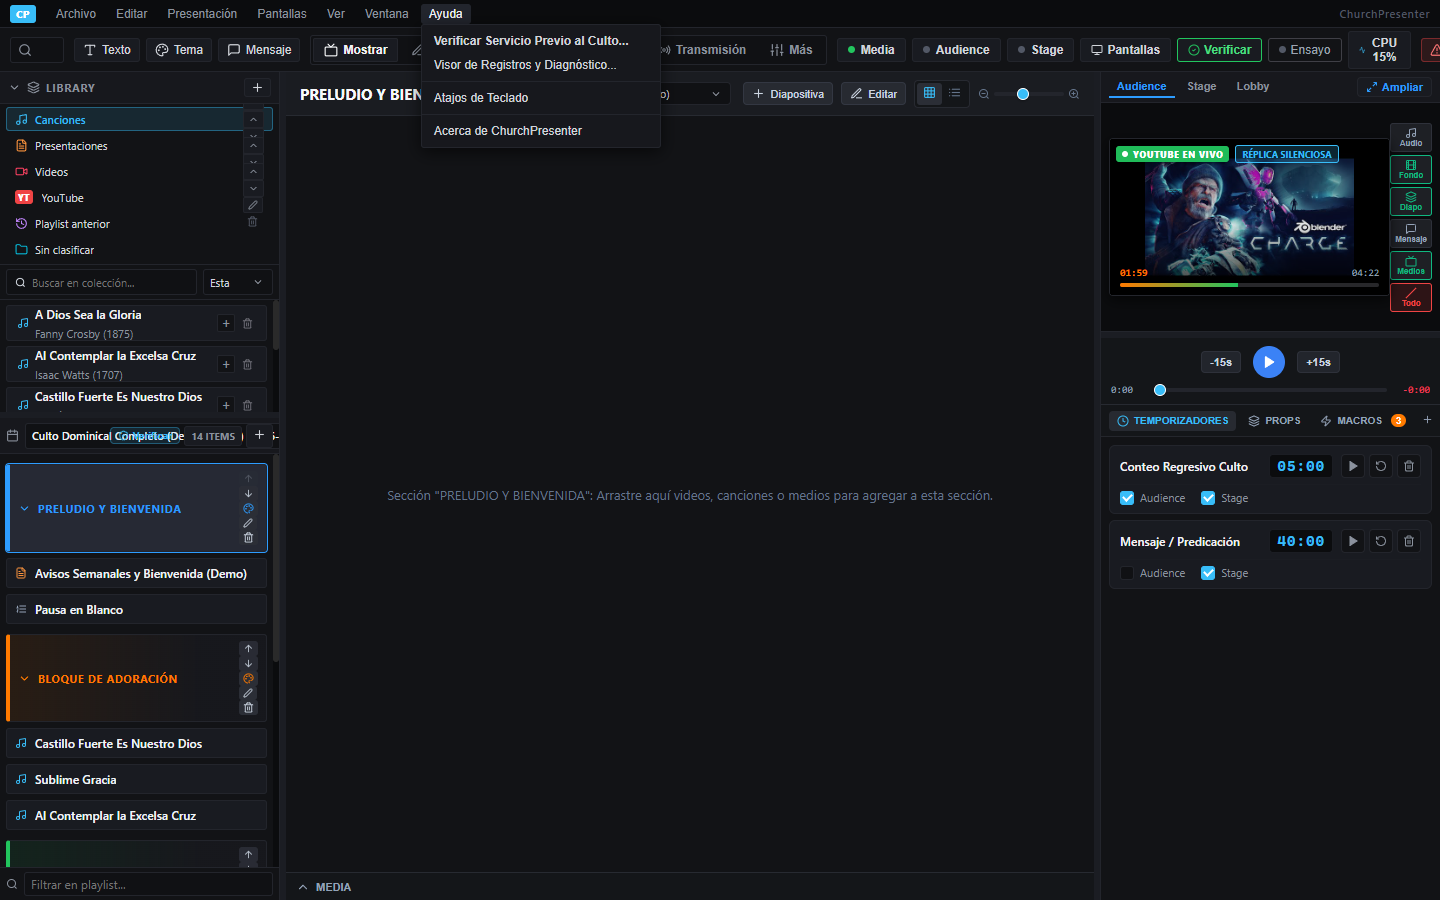 CP Archivo Editar Presentación Pantallas Ver Ventana Ayuda ChurchPresenter
Texto Tema Mensaje Mostrar Transmisión Más Media Audience Stage Pantallas Verificar Ensayo CPU 15%
Verificar Servicio Previo al Culto...
Visor de Registros y Diagnóstico...
Atajos de Teclado
Acerca de ChurchPresenter
LIBRARY
Canciones
Presentaciones
Videos
YT YouTube
Playlist anterior
Sin clasificar
Buscar en colección... Esta
A Dios Sea la Gloria
Fanny Crosby (1875)
Al Contemplar la Excelsa Cruz
Isaac Watts (1707)
Castillo Fuerte Es Nuestro Dios
Culto Dominical Completo (De 14 ITEMS
PRELUDIO Y BIENVENIDA
Avisos Semanales y Bienvenida (Demo)
Pausa en Blanco
BLOQUE DE ADORACIÓN
Castillo Fuerte Es Nuestro Dios
Sublime Gracia
Al Contemplar la Excelsa Cruz
Filtrar en playlist...
PRELUDIO Y BIEN o) Diapositiva Editar
Sección "PRELUDIO Y BIENVENIDA": Arrastre aquí videos, canciones o medios para agregar a esta sección.
MEDIA
Audience Stage Lobby Ampliar
YOUTUBE EN VIVO RÉPLICA SILENCIOSA
blender
CHARGE
01:59 04:22
Audio
Fondo
Diapo
Mensaje
Medios
Todo
-15s +15s
0:00 -0:00
TEMPORIZADORES PROPS MACROS 3
Conteo Regresivo Culto 05:00
Audience Stage
Mensaje / Predicación 40:00
Audience Stage